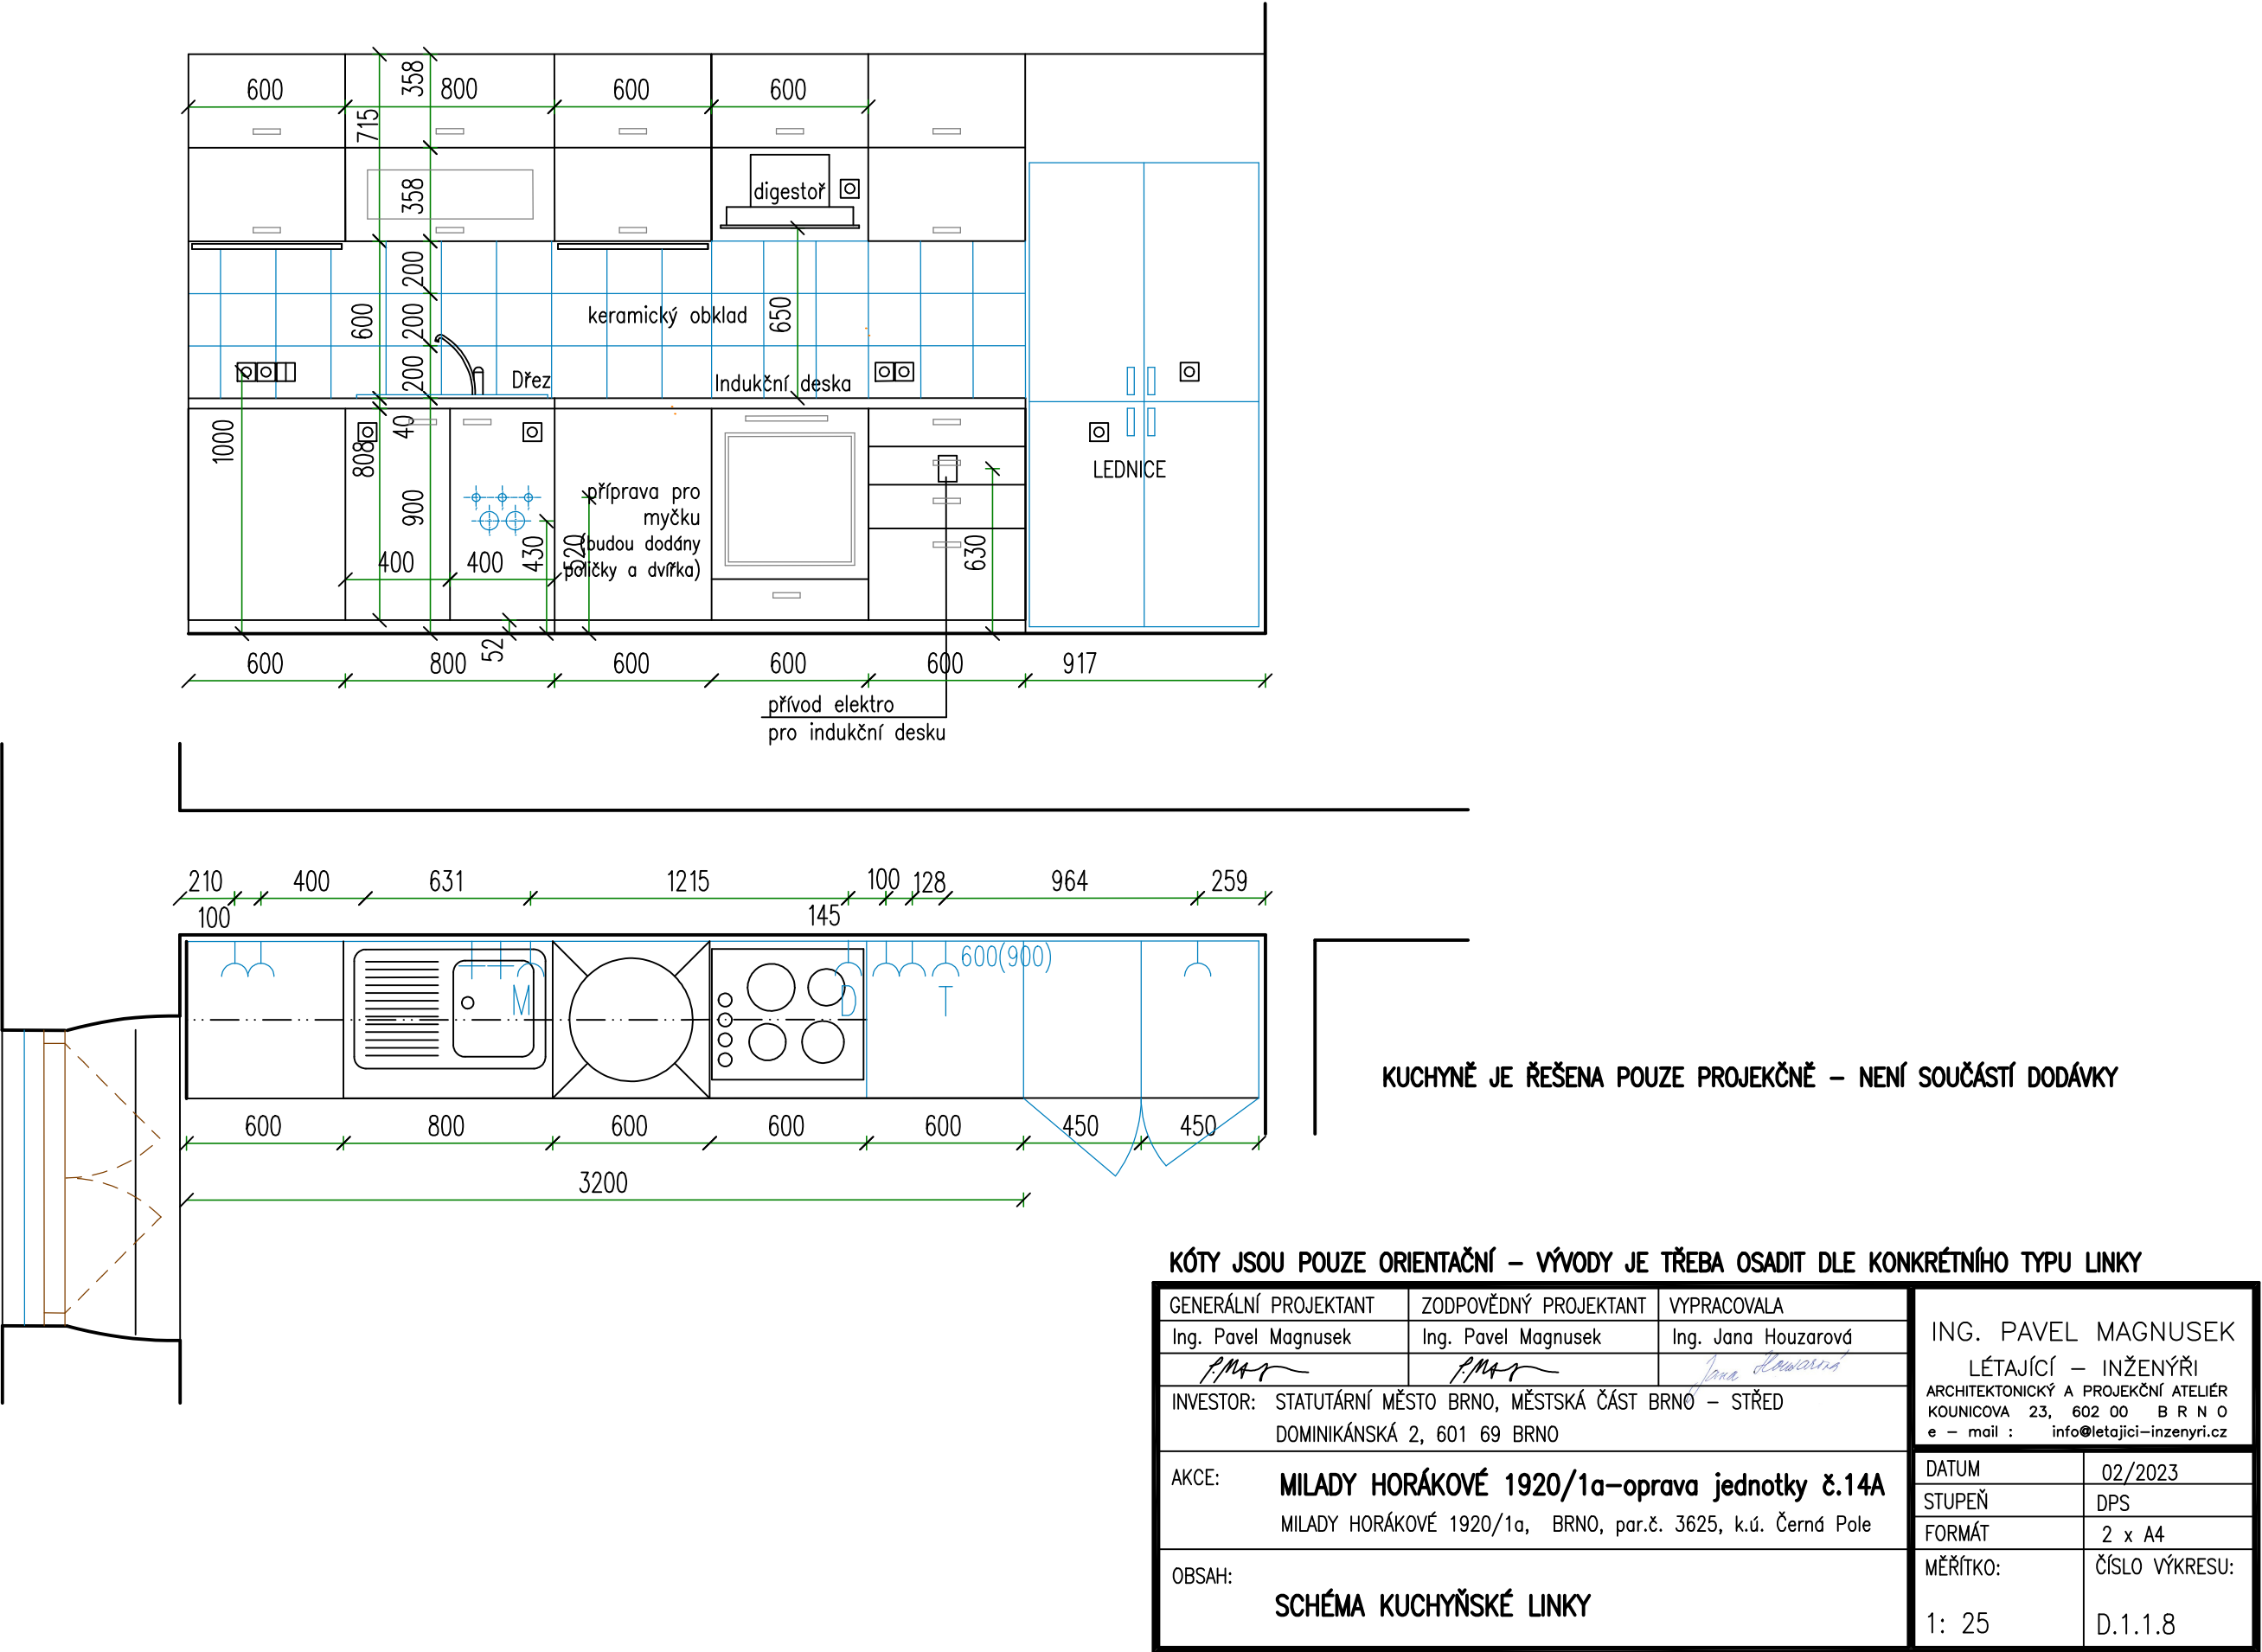 600
358
800
600
600
715
358
digestoř
200
200
200
600
keramický obklad
650
Dřez
Indukční deska
1000
40
808
900
LEDNICE
příprava pro
myčku
(budou dodány
poličky a dvířka)
400
400
430
520
630
52
600
800
600
600
600
917
přívod elektro
pro indukční desku
210
400
631
1215
100
128
964
259
100
145
600(900)
M
D
T
KUCHYNĚ JE ŘEŠENA POUZE PROJEKČNĚ – NENÍ SOUČÁSTÍ DODÁVKY
600
800
600
600
600
450
450
3200
KÓTY JSOU POUZE ORIENTAČNÍ – VÝVODY JE TŘEBA OSADIT DLE KONKRÉTNÍHO TYPU LINKY
GENERÁLNÍ PROJEKTANT
ZODPOVĚDNÝ PROJEKTANT
VYPRACOVALA
Ing. Pavel Magnusek
Ing. Pavel Magnusek
Ing. Jana Houzarová
Jana Houzarová
INVESTOR: STATUTÁRNÍ MĚSTO BRNO, MĚSTSKÁ ČÁST BRNO – STŘED
DOMINIKÁNSKÁ 2, 601 69 BRNO
AKCE: MILADY HORÁKOVÉ 1920/1a–oprava jednotky č.14A
MILADY HORÁKOVÉ 1920/1a, BRNO, par.č. 3625, k.ú. Černá Pole
OBSAH:
SCHÉMA KUCHYŇSKÉ LINKY
ING. PAVEL MAGNUSEK
LÉTAJÍCÍ – INŽENÝŘI
ARCHITEKTONICKÝ A PROJEKČNÍ ATELIÉR
KOUNICOVA 23, 602 00 B R N O
e – mail : info@letajici–inzenyri.cz
DATUM 02/2023
STUPEŇ DPS
FORMÁT 2 x A4
MĚŘÍTKO: ČÍSLO VÝKRESU:
1: 25 D.1.1.8